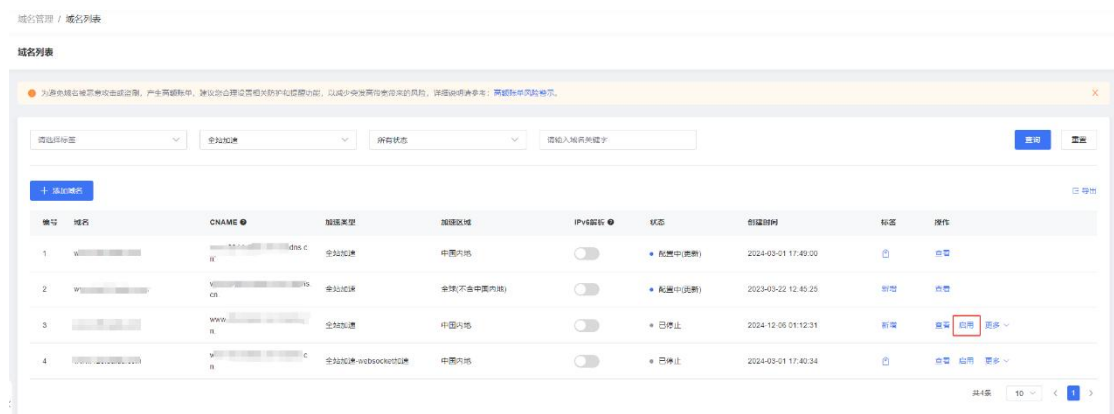 域名管理 / 域名列表
域名列表
为避免域名被恶意攻击或盗刷，产生高额账单，建议您合理设置相关防护和提醒功能，以减少突发高带宽带来的风险，详细说明请参考：高额账单风险警示。
请选择标签 全站加速 所有状态 请输入域名关键字 查询 重置
+ 添加域名 导出
编号 域名 CNAME 加速类型 加速区域 IPv6解析 状态 创建时间 标签 操作
1 全站加速 中国内地 配置中(更新) 2024-03-01 17:49:00 查看
2 全站加速 全球(不含中国内地) 配置中(更新) 2023-03-22 12:45:25 新增 查看
cn
3 www. 全站加速 中国内地 已停止 2024-12-06 01:12:31 新增 查看 启用 更多
n
4 全站加速-websocket加速 中国内地 已停止 2024-03-01 17:40:34 查看 启用 更多
n
共4条 10 1